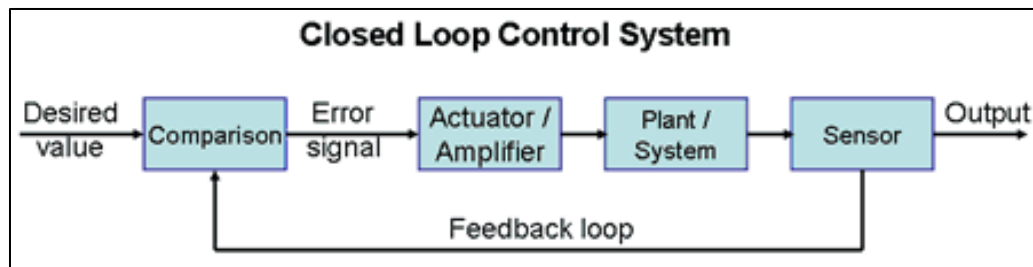 Closed Loop Control System
Desired
value
Comparison
Error
signal
Actuator /
Amplifier
Plant /
System
Sensor
Output
Feedback loop